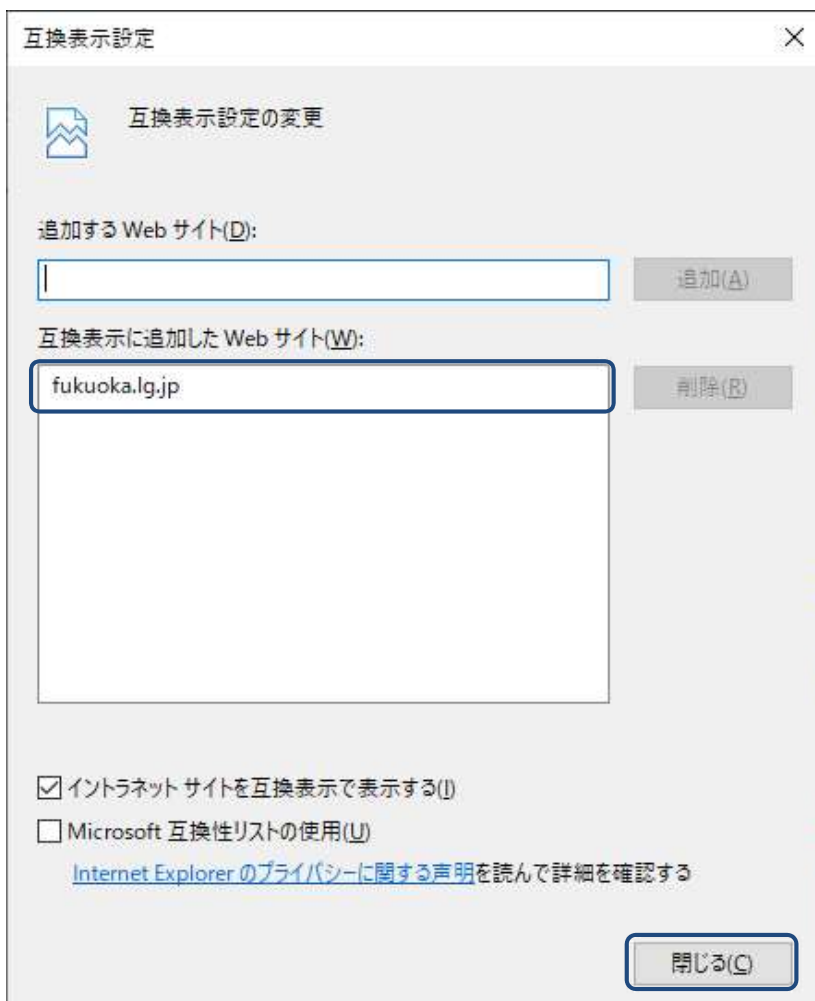 互換表示設定
互換表示設定の変更
追加する Web サイト(D):
追加(A)
互換表示に追加した Web サイト(W):
fukuoka.lg.jp
削除(R)
イントラネット サイトを互換表示で表示する(I)
Microsoft 互換性リストの使用(U)
Internet Explorer のプライバシーに関する声明を読んで詳細を確認する
閉じる(C)